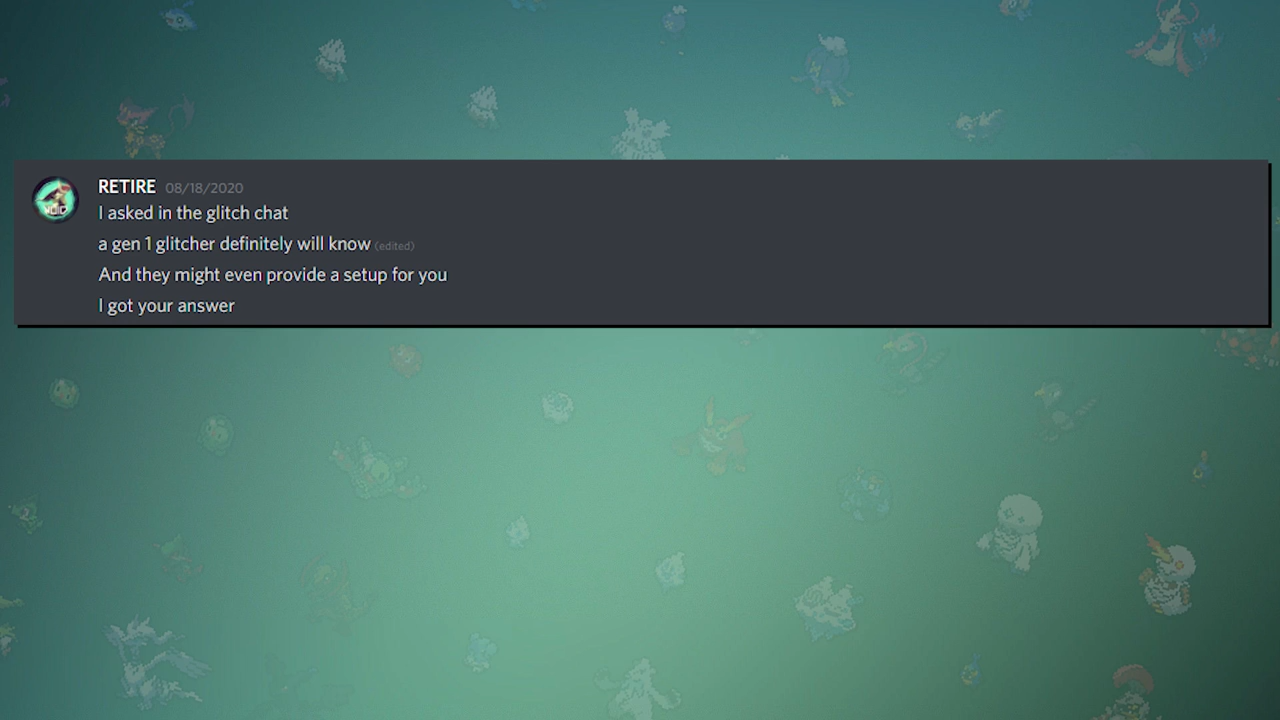 RETIRE 08/18/2020
I asked in the glitch chat
a gen 1 glitcher definitely will know (edited)
And they might even provide a setup for you
I got your answer
VOID